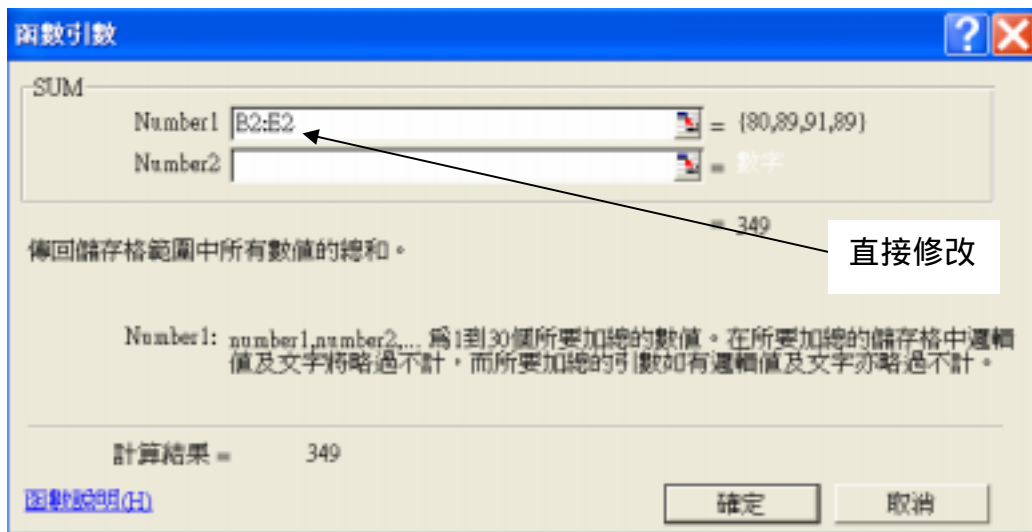 函數引數
SUM
Number1 B2:E2 = {80,89,91,89}
Number2 = 數字
= 349
直接修改
傳回儲存格範圍中所有數值的總和。
Number1: number1,number2,... 為1到30個所要加總的數值。在所要加總的儲存格中邏輯
值及文字將略過不計，而所要加總的引數如有邏輯值及文字亦略過不計。
計算結果 = 349
函數說明(H)
確定
取消